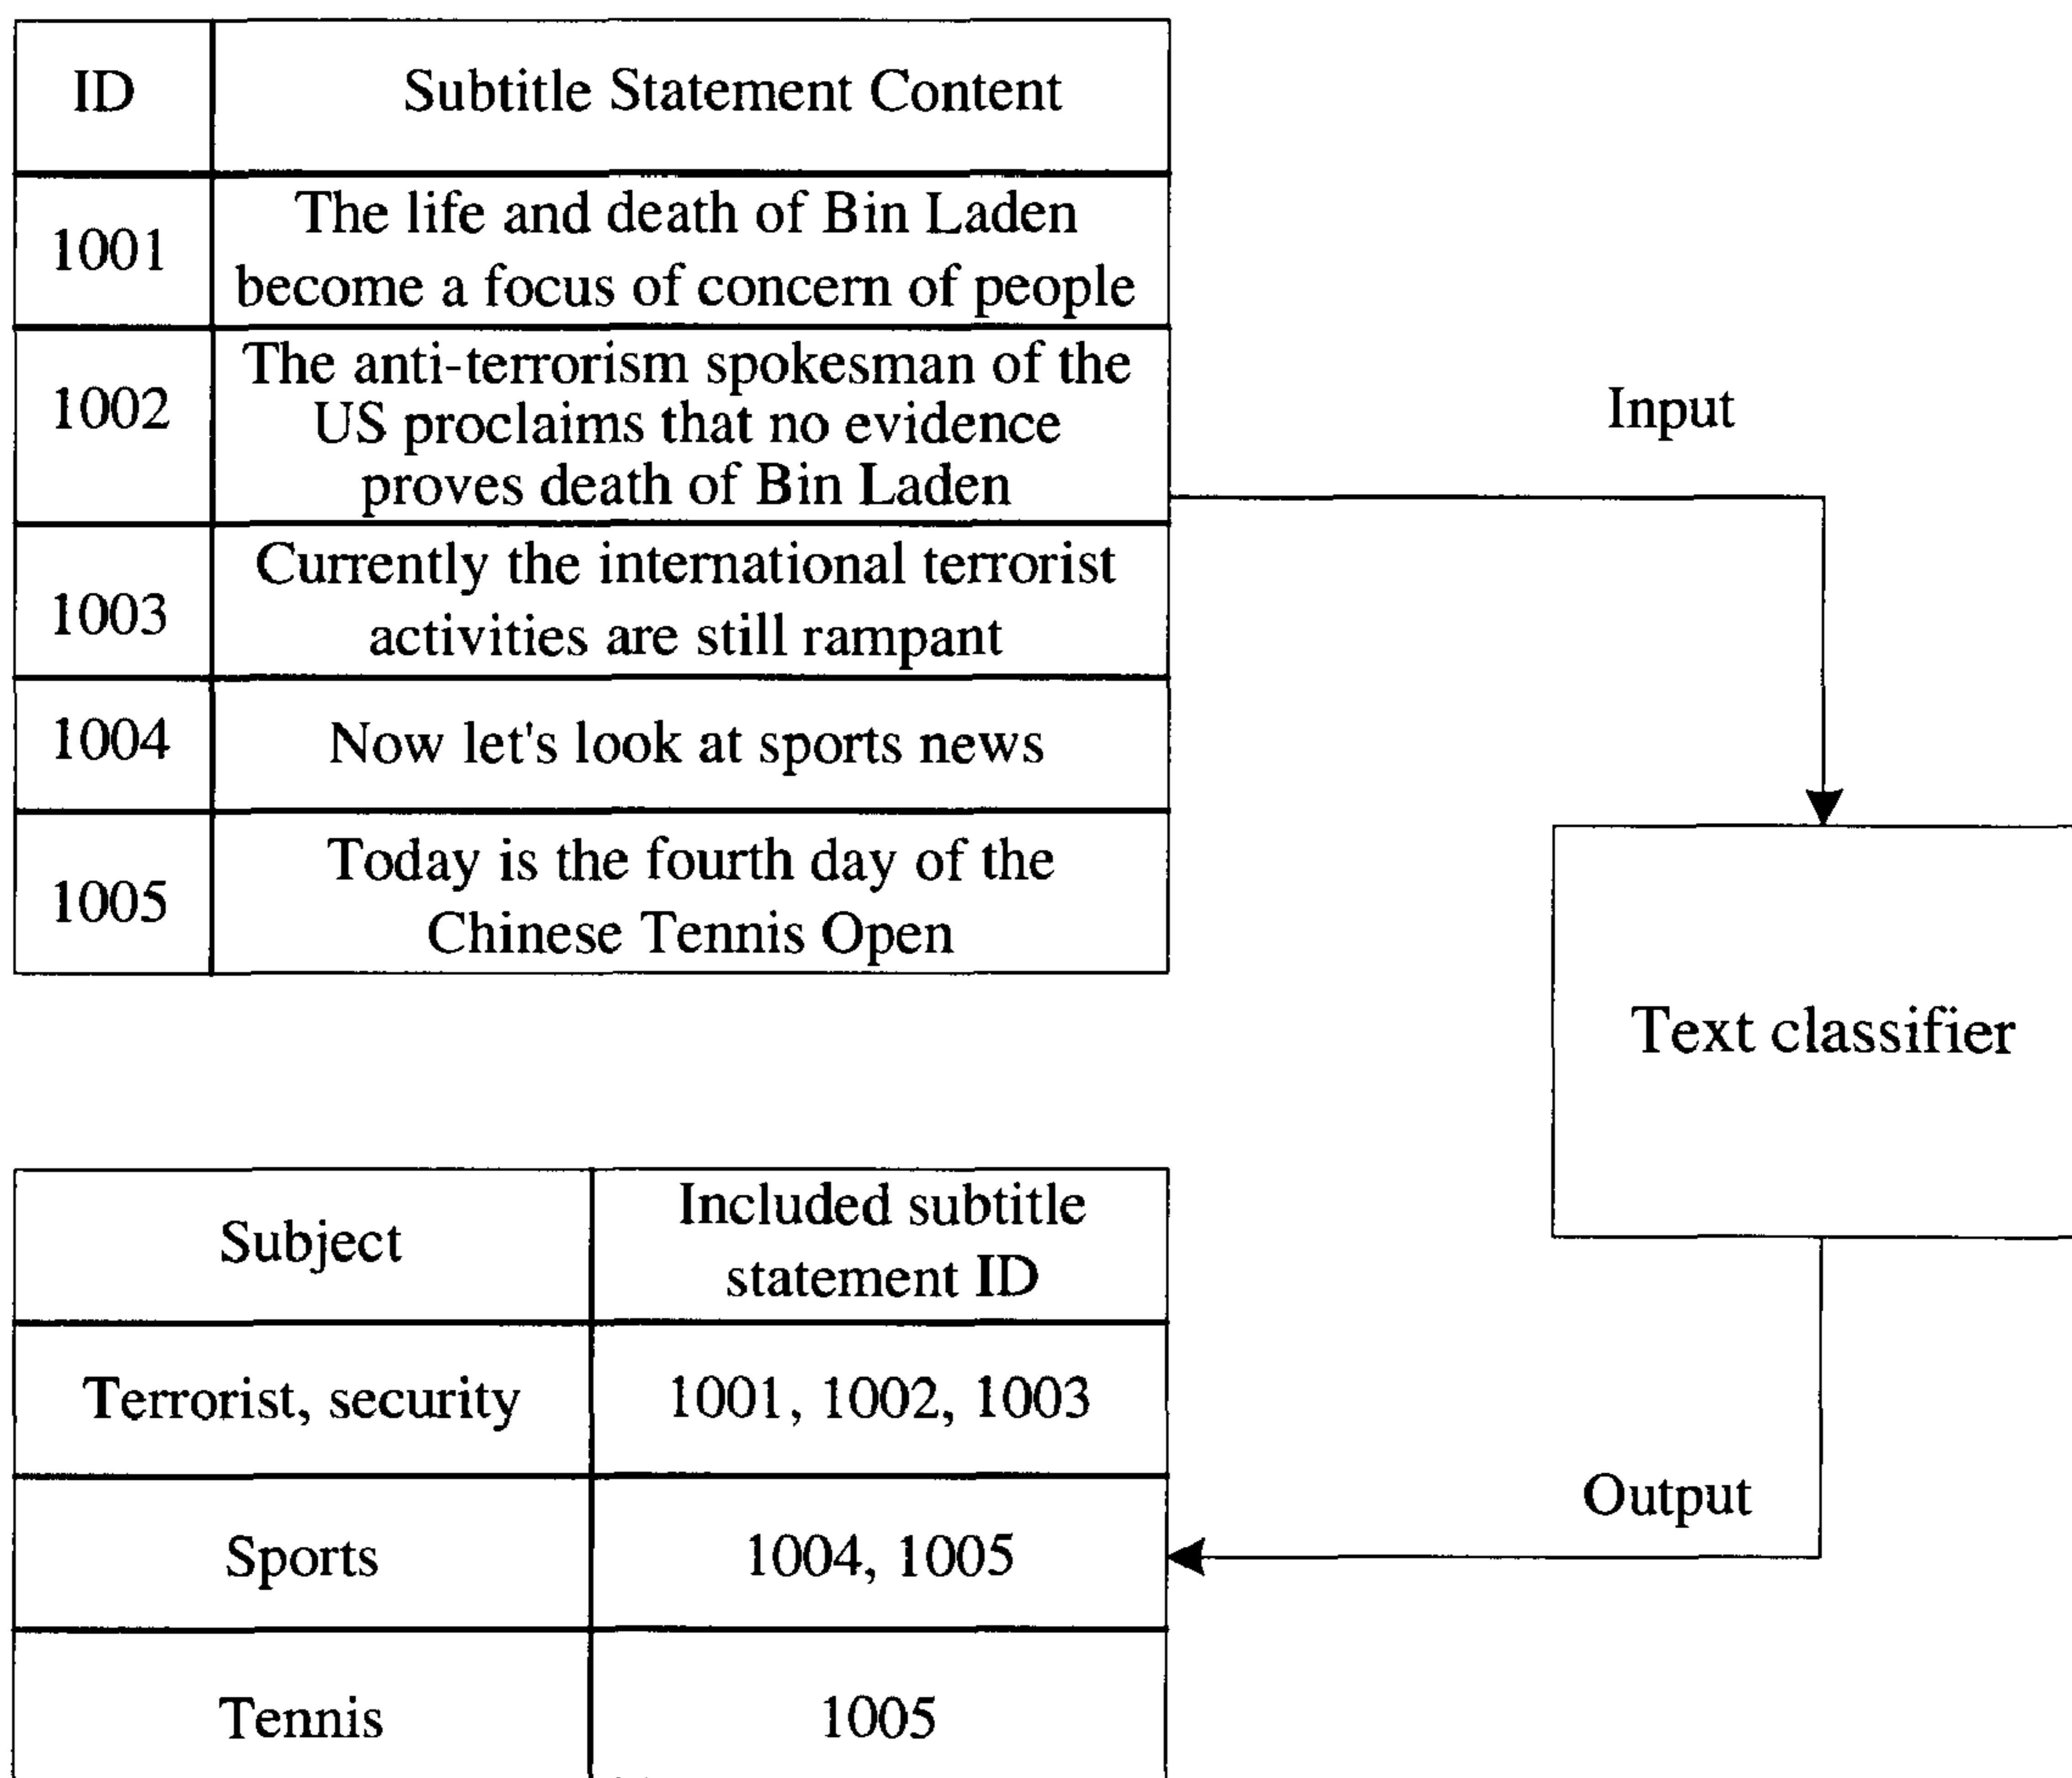 ID
Subtitle Statement Content
1001
The life and death of Bin Laden
become a focus of concern of people
1002
The anti-terrorism spokesman of the
US proclaims that no evidence
proves death of Bin Laden
1003
Currently the international terrorist
activities are still rampant
1004
Now let's look at sports news
1005
Today is the fourth day of the
Chinese Tennis Open
Input
Text classifier
Output
Subject
Included subtitle
statement ID
Terrorist, security
1001, 1002, 1003
Sports
1004, 1005
Tennis
1005